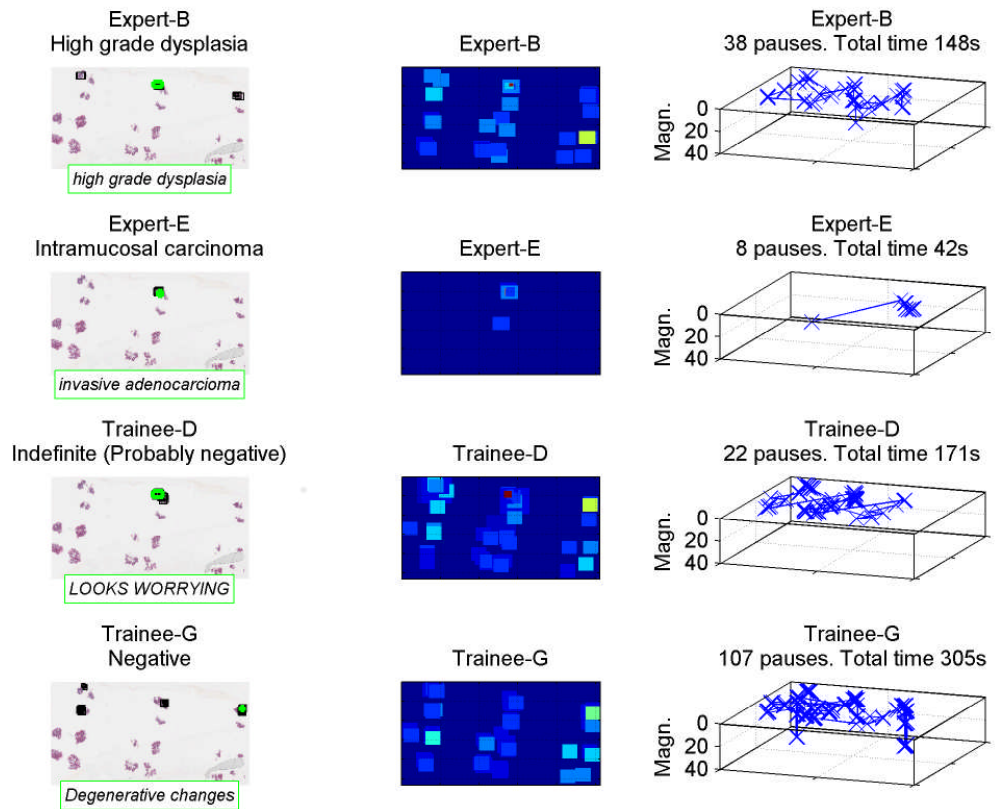 Expert-B
High grade dysplasia
high grade dysplasia
Expert-B
Expert-B
38 pauses. Total time 148s
Magn.
0
20
40
Expert-E
Intramucosal carcinoma
invasive adenocarcioma
Expert-E
Expert-E
8 pauses. Total time 42s
Magn.
0
20
40
Trainee-D
Indefinite (Probably negative)
LOOKS WORRYING
Trainee-D
Trainee-D
22 pauses. Total time 171s
Magn.
0
20
40
Trainee-G
Negative
Degenerative changes
Trainee-G
Trainee-G
107 pauses. Total time 305s
Magn.
0
20
40